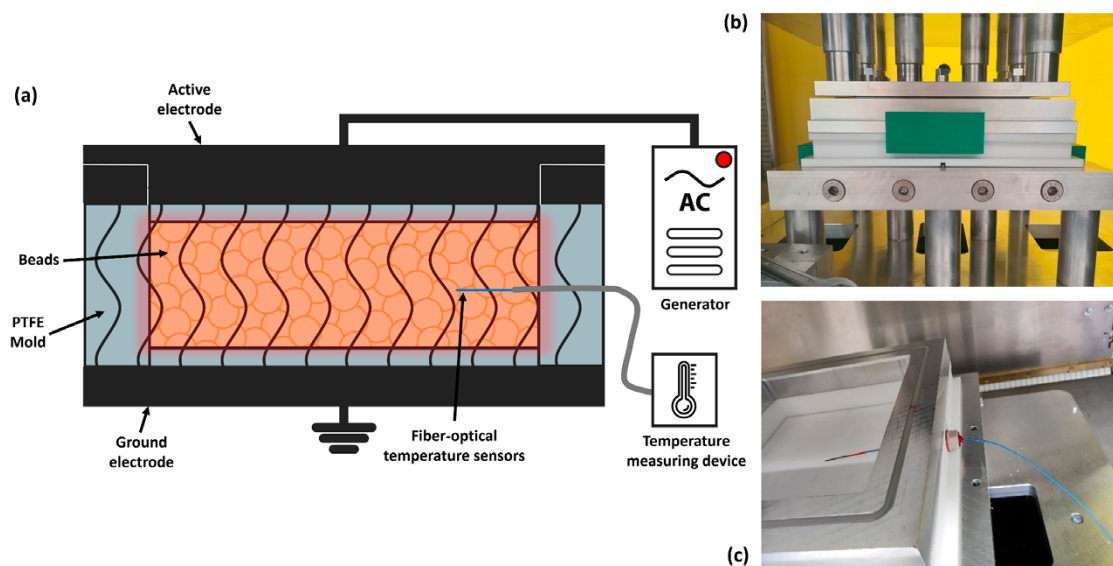 (a)
Active
electrode
Beads
PTFE
Mold
Ground
electrode
Fiber-optical
temperature sensors
AC
Generator
Temperature
measuring device
(b)
(c)